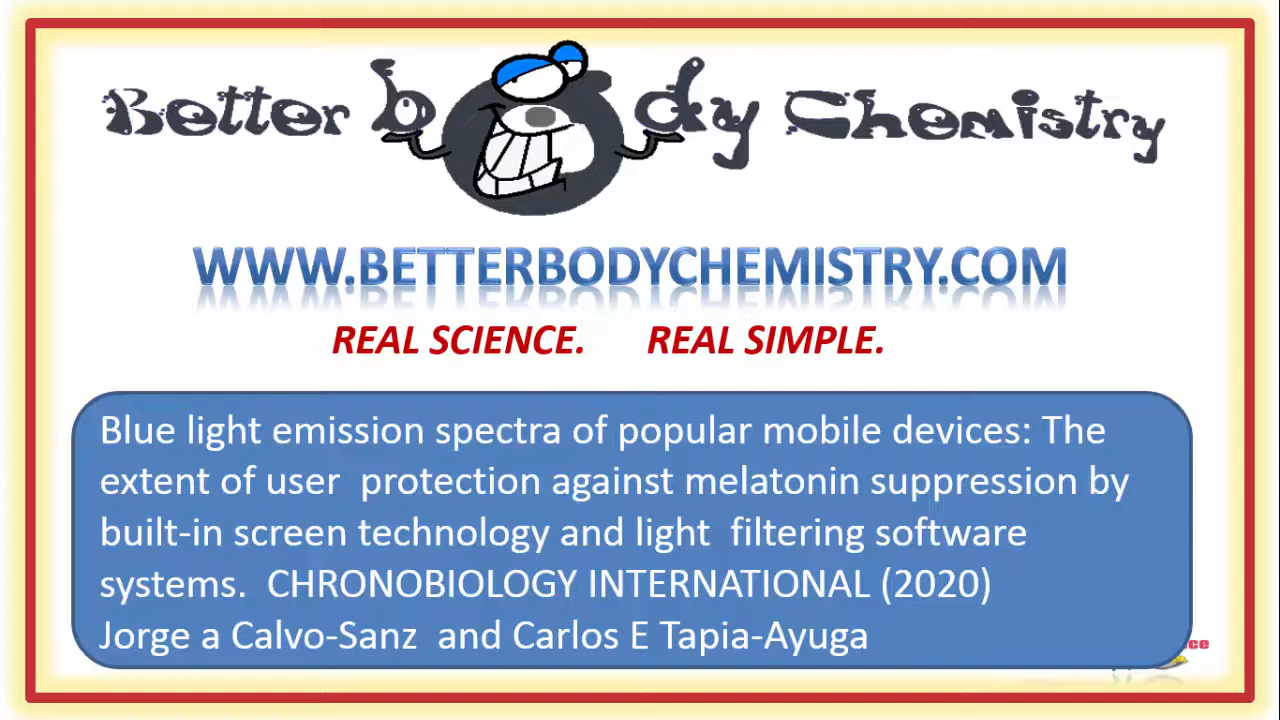 Better body Chemistry
WWW.BETTERBODYCHEMISTRY.COM
REAL SCIENCE. REAL SIMPLE.
Blue light emission spectra of popular mobile devices: The
extent of user protection against melatonin suppression by
built-in screen technology and light filtering software
systems. CHRONOBIOLOGY INTERNATIONAL (2020)
Jorge a Calvo-Sanz and Carlos E Tapia-Ayuga